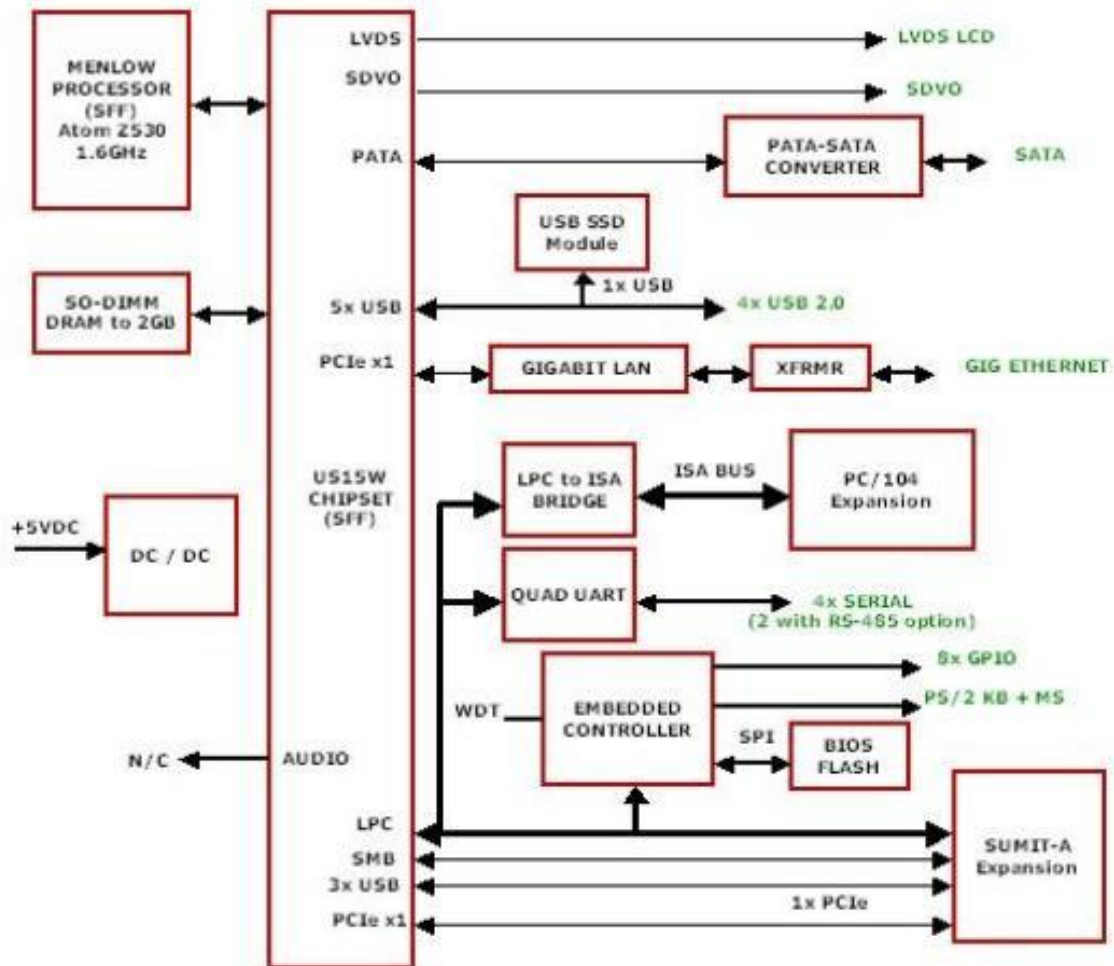 MENLOW
PROCESSOR
(SFF)
Atom Z530
1.6GHz
SO-DIMM
DRAM to 2GB
+5VDC
DC / DC
N/C
LVDS
SDVO
PATA
5x USB
PCIe x1
US15W
CHIPSET
(SFF)
AUDIO
LPC
SMB
3x USB
PCIe x1
LVDS LCD
SDVO
PATA-SATA
CONVERTER
SATA
USB SSD
Module
1x USB
4x USB 2.0
GIGABIT LAN
XFRMR
GIG ETHERNET
LPC to ISA
BRIDGE
ISA BUS
PC/104
Expansion
QUAD UART
4x SERIAL
(2 with RS-485 option)
WDT
EMBEDDED
CONTROLLER
8x GPIO
PS/2 KB + MS
SPI
BIOS
FLASH
1x PCIe
SUMIT-A
Expansion